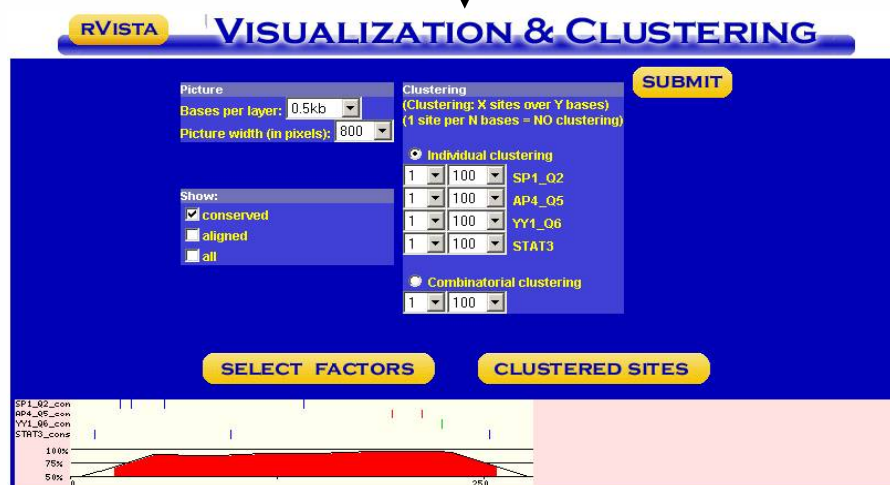 rVISTA VISUALIZATION & CLUSTERING
SUBMIT
Picture
Bases per layer: 0.5kb
Picture width (in pixels): 800
Show:
conserved
aligned
all
Clustering
(Clustering: X sites over Y bases)
(1 site per N bases = NO clustering)
Individual clustering
1 100 SP1_Q2
1 100 AP4_Q5
1 100 YY1_Q6
1 100 STAT3
Combinatorial clustering
1 100
SELECT FACTORS
CLUSTERED SITES
SP1_Q2_con
AP4_Q5_con
YY1_Q6_con
STAT3_cons
100%
75%
50%
0 250